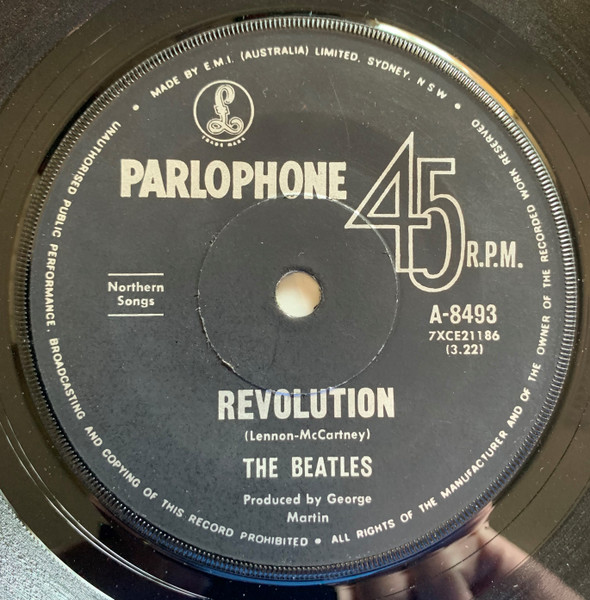 MADE BY E.M.I. (AUSTRALIA) LIMITED, SYDNEY, N S W •
£
TRADE MARK
PARLOPHONE
45 R.P.M.
Northern
Songs
A-8493
7XCE21186
(3.22)
REVOLUTION
(Lennon-McCartney)
THE BEATLES
Produced by George
Martin
• UNAUTHORISED PUBLIC PERFORMANCE, BROADCASTING AND COPYING OF THIS RECORD PROHIBITED • ALL RIGHTS OF THE MANUFACTURER AND OF THE OWNER OF THE RECORDED WORK RESERVED